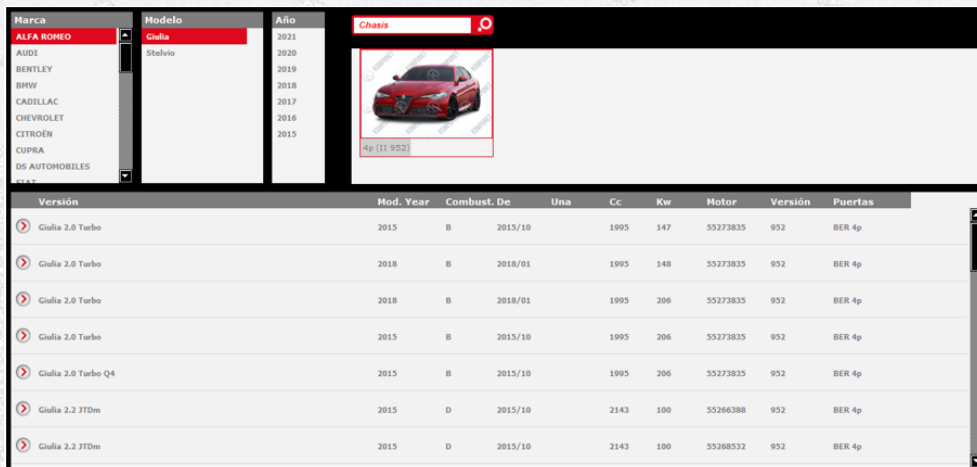 Marca Modelo Año
ALFA ROMEO
AUDI
BENTLEY
BMW
CADILLAC
CHEVROLET
CITROËN
CUPRA
DS AUTOMOBILES
FIAT
Giulia
Stelvio
2021
2020
2019
2018
2017
2016
2015
Chasis
4p (II 952)
Versión Mod. Year Combust. De Una Cc Kw Motor Versión Puertas
Giulia 2.0 Turbo 2015 B 2015/10 1995 147 55273835 952 BER 4p
Giulia 2.0 Turbo 2018 B 2018/01 1995 148 55273835 952 BER 4p
Giulia 2.0 Turbo 2018 B 2018/01 1995 206 55273835 952 BER 4p
Giulia 2.0 Turbo 2015 B 2015/10 1995 206 55273835 952 BER 4p
Giulia 2.0 Turbo Q4 2015 B 2015/10 1995 206 55273835 952 BER 4p
Giulia 2.2 JTDm 2015 D 2015/10 2143 100 55266388 952 BER 4p
Giulia 2.2 JTDm 2015 D 2015/10 2143 100 55268532 952 BER 4p